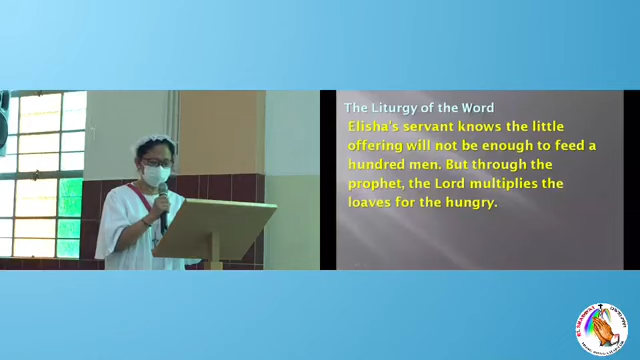 The Liturgy of the Word
Elisha's servant knows the little
offering will not be enough to feed a
hundred men. But through the
prophet, the Lord multiplies the
loaves for the hungry.